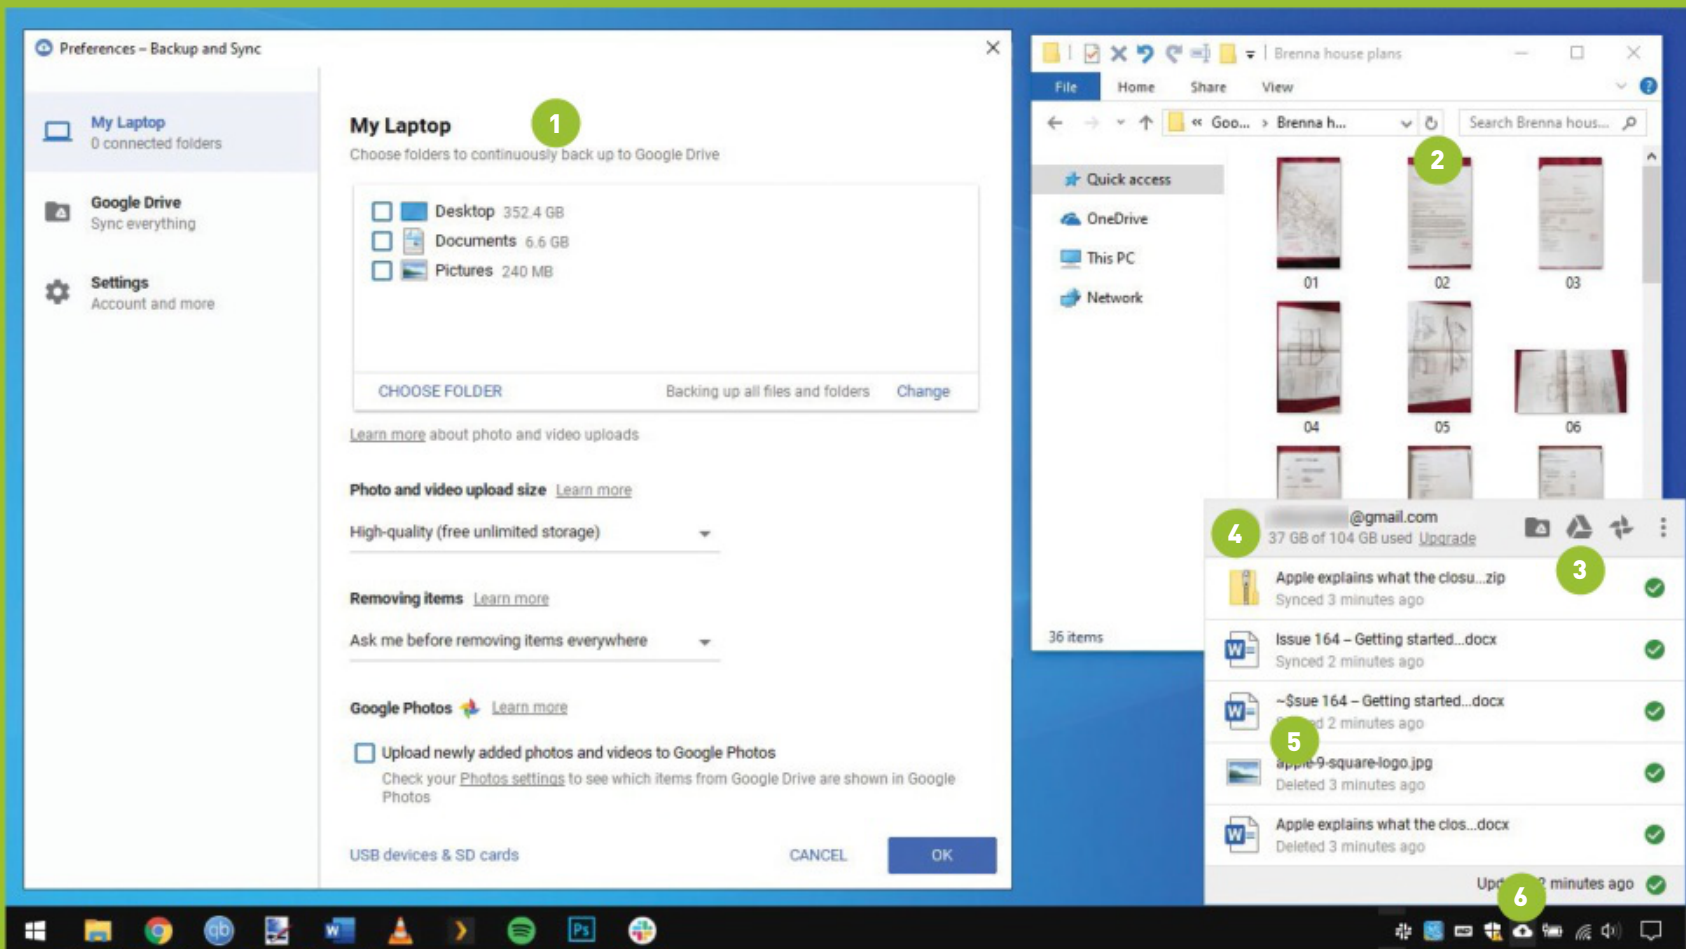 Preferences – Backup and Sync
My Laptop
0 connected folders
Google Drive
Sync everything
Settings
Account and more
My Laptop
1
Choose folders to continuously back up to Google Drive
Desktop 352.4 GB
Documents 6.6 GB
Pictures 240 MB
CHOOSE FOLDER
Backing up all files and folders
Change
Learn more about photo and video uploads
Photo and video upload size Learn more
High-quality (free unlimited storage)
Removing items Learn more
Ask me before removing items everywhere
Google Photos Learn more
Upload newly added photos and videos to Google Photos
Check your Photos settings to see which items from Google Drive are shown in Google
Photos
USB devices & SD cards
CANCEL
OK
Brenna house plans
File Home Share View
« Goo... › Brenna h...
Search Brenna hous...
2
Quick access
OneDrive
This PC
Network
01 02 03
04 05 06
36 items
4
@gmail.com
37 GB of 104 GB used Upgrade
3
Apple explains what the closu...zip
Synced 3 minutes ago
Issue 164 – Getting started...docx
Synced 2 minutes ago
~$sue 164 – Getting started...docx
2 minutes ago
5
apple-9-square-logo.jpg
Deleted 3 minutes ago
Apple explains what the clos...docx
Deleted 3 minutes ago
2 minutes ago
6
qb
W
Ps